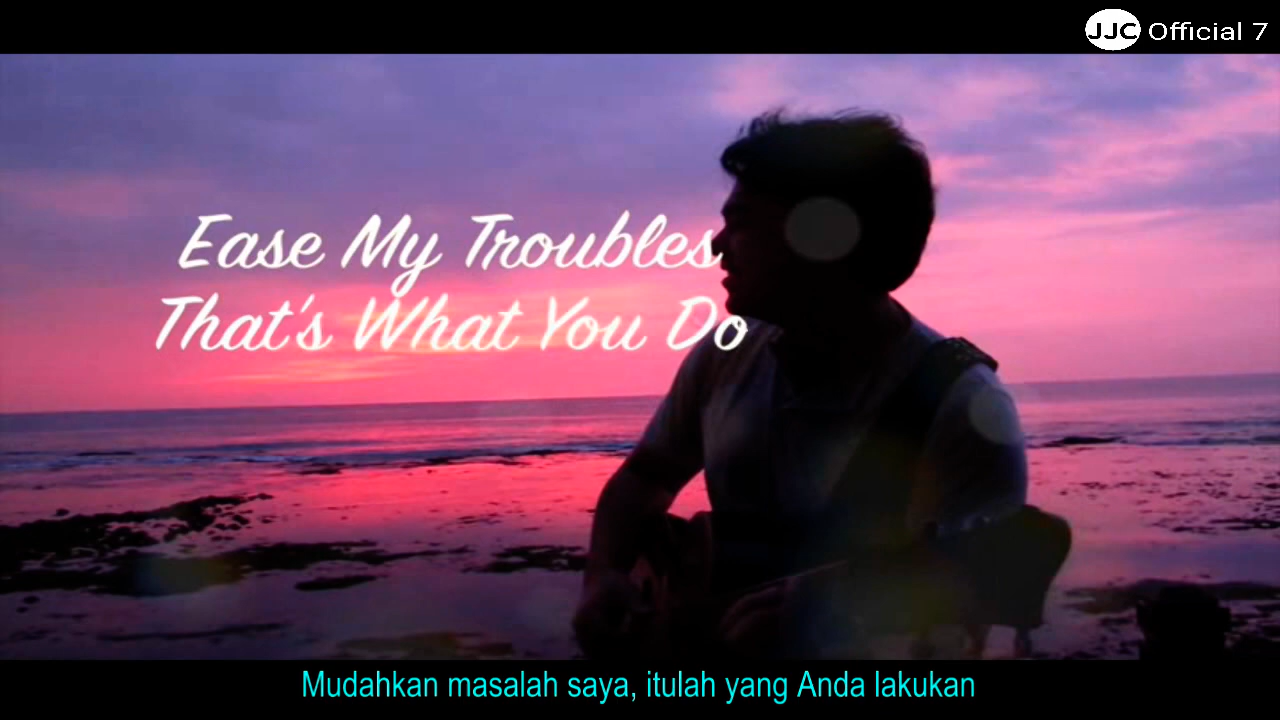 JJC Official 7
Ease My Troubles
That's What You Do
Mudahkan masalah saya, itulah yang Anda lakukan